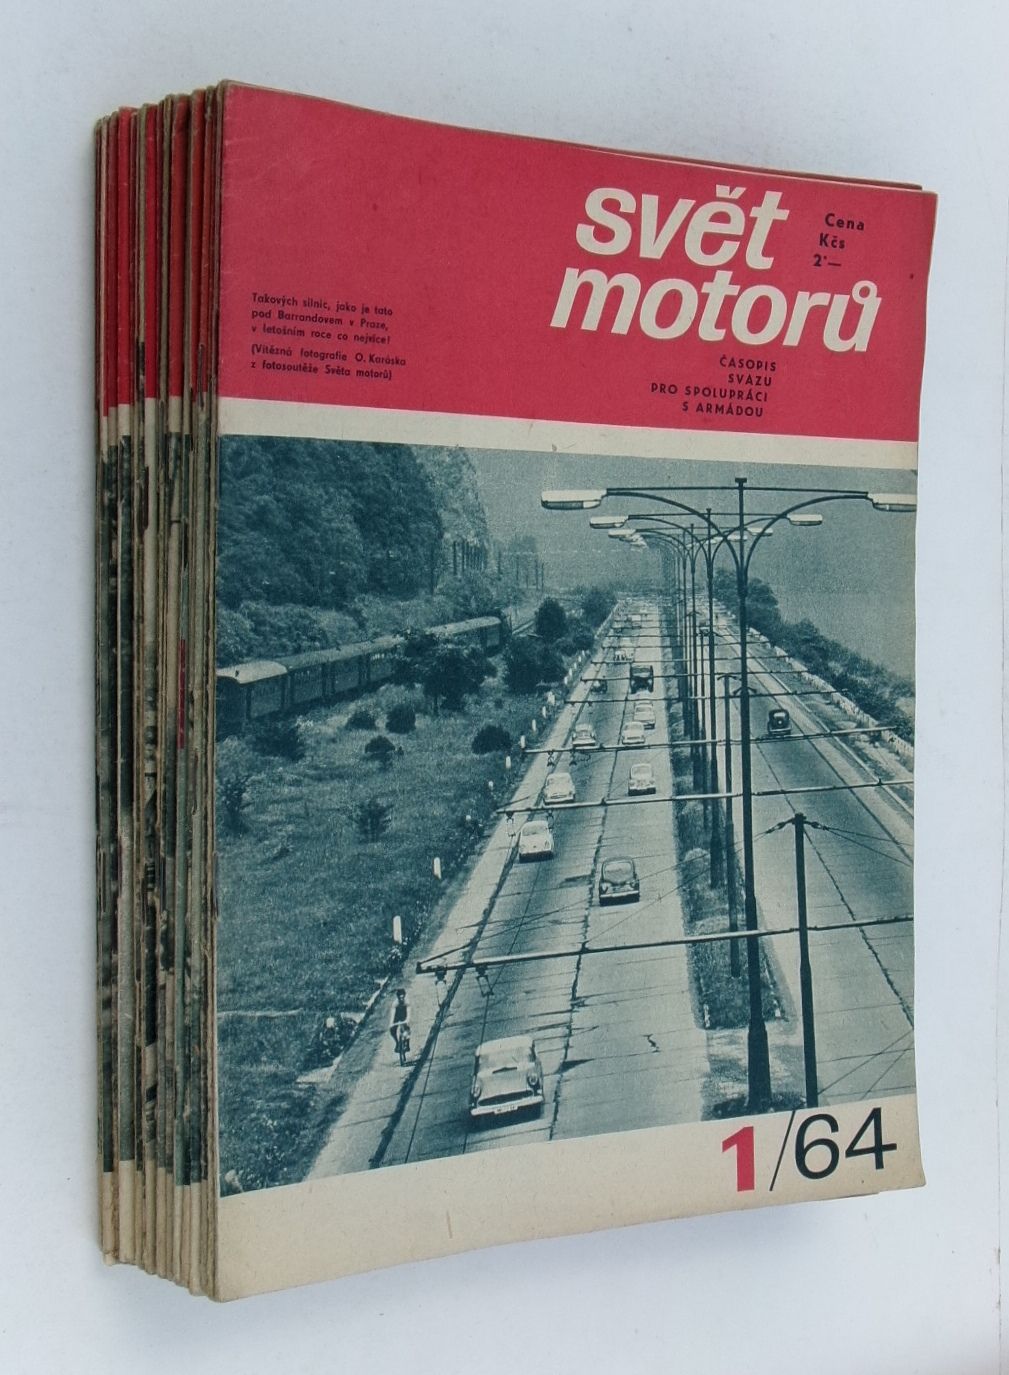 svět
motorů
Cena
Kčs
2·—
Takových silnic, jako je tato
pod Barrandovem v Praze,
v letošním roce co nejvíce!
(Vítězná fotografie O. Karáska
z fotosoutěže Světa motorů)
ČASOPIS
SVAZU
PRO SPOLUPRÁCI
S ARMÁDOU
1/64